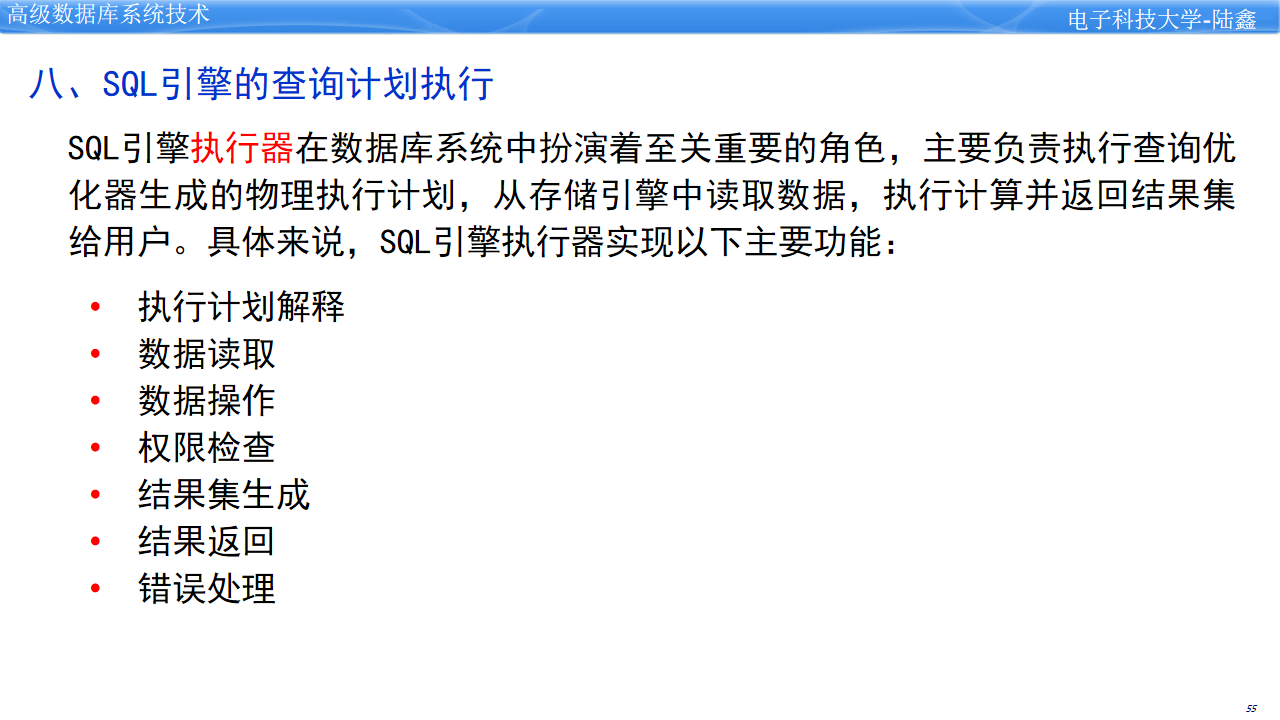 高级数据库系统技术
电子科技大学-陆鑫
八、SQL引擎的查询计划执行
SQL引擎执行器在数据库系统中扮演着至关重要的角色，主要负责执行查询优
化器生成的物理执行计划，从存储引擎中读取数据，执行计算并返回结果集
给用户。具体来说，SQL引擎执行器实现以下主要功能：
• 执行计划解释
• 数据读取
• 数据操作
• 权限检查
• 结果集生成
• 结果返回
• 错误处理
55